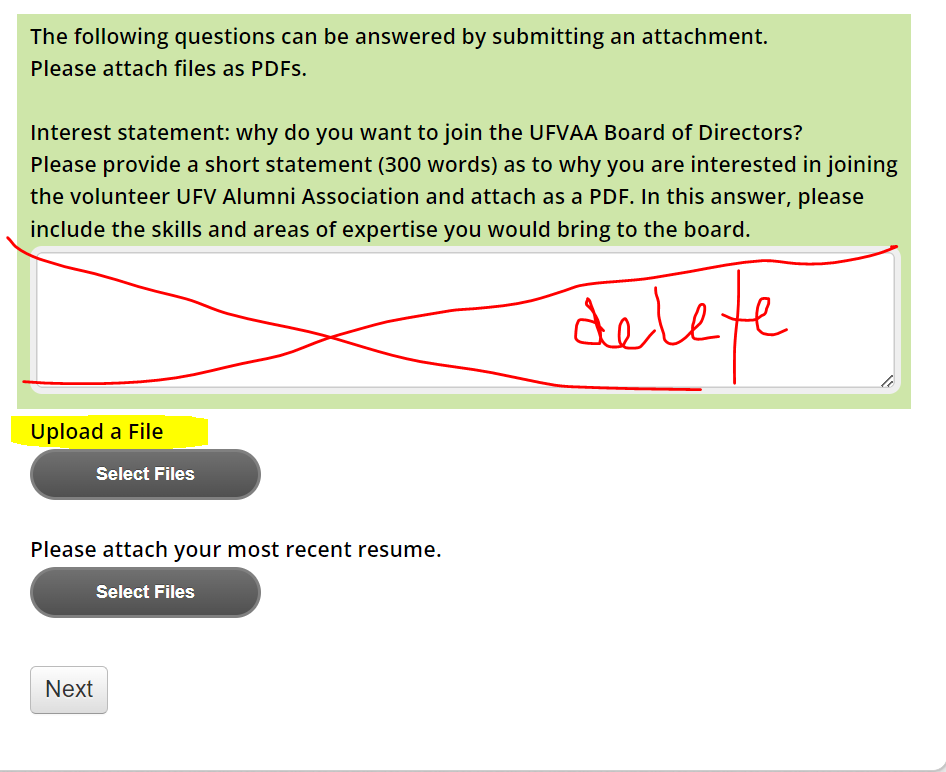 The following questions can be answered by submitting an attachment.
Please attach files as PDFs.
Interest statement: why do you want to join the UFVAA Board of Directors?
Please provide a short statement (300 words) as to why you are interested in joining
the volunteer UFV Alumni Association and attach as a PDF. In this answer, please
include the skills and areas of expertise you would bring to the board.
delete
Upload a File
Select Files
Please attach your most recent resume.
Select Files
Next